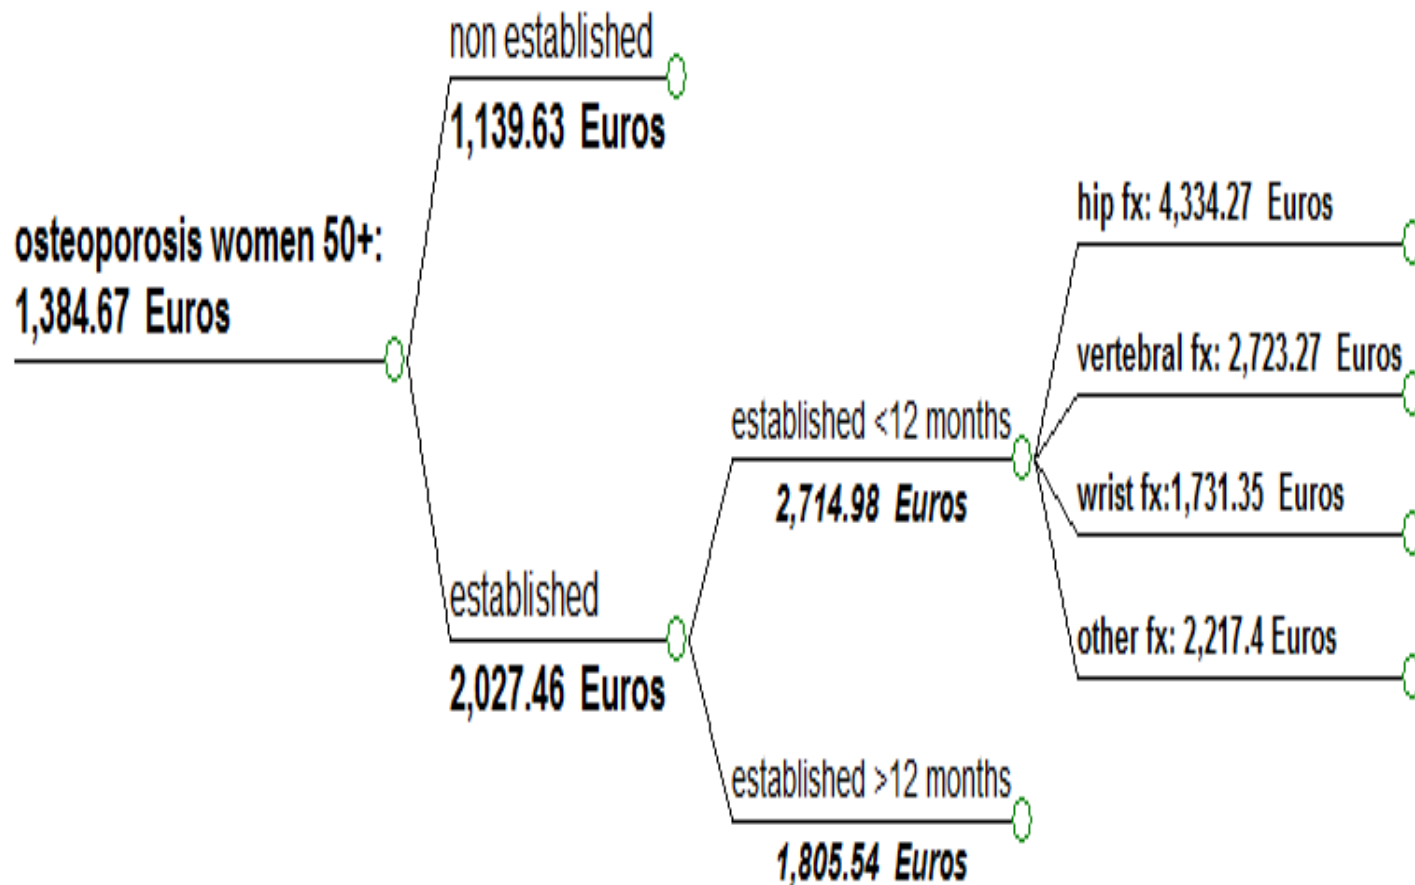 non established
1,139.63 Euros
osteoporosis women 50+:
1,384.67 Euros
hip fx: 4,334.27 Euros
vertebral fx: 2,723.27 Euros
established <12 months
2,714.98 Euros
wrist fx:1,731.35 Euros
established
2,027.46 Euros
other fx: 2,217.4 Euros
established >12 months
1,805.54 Euros